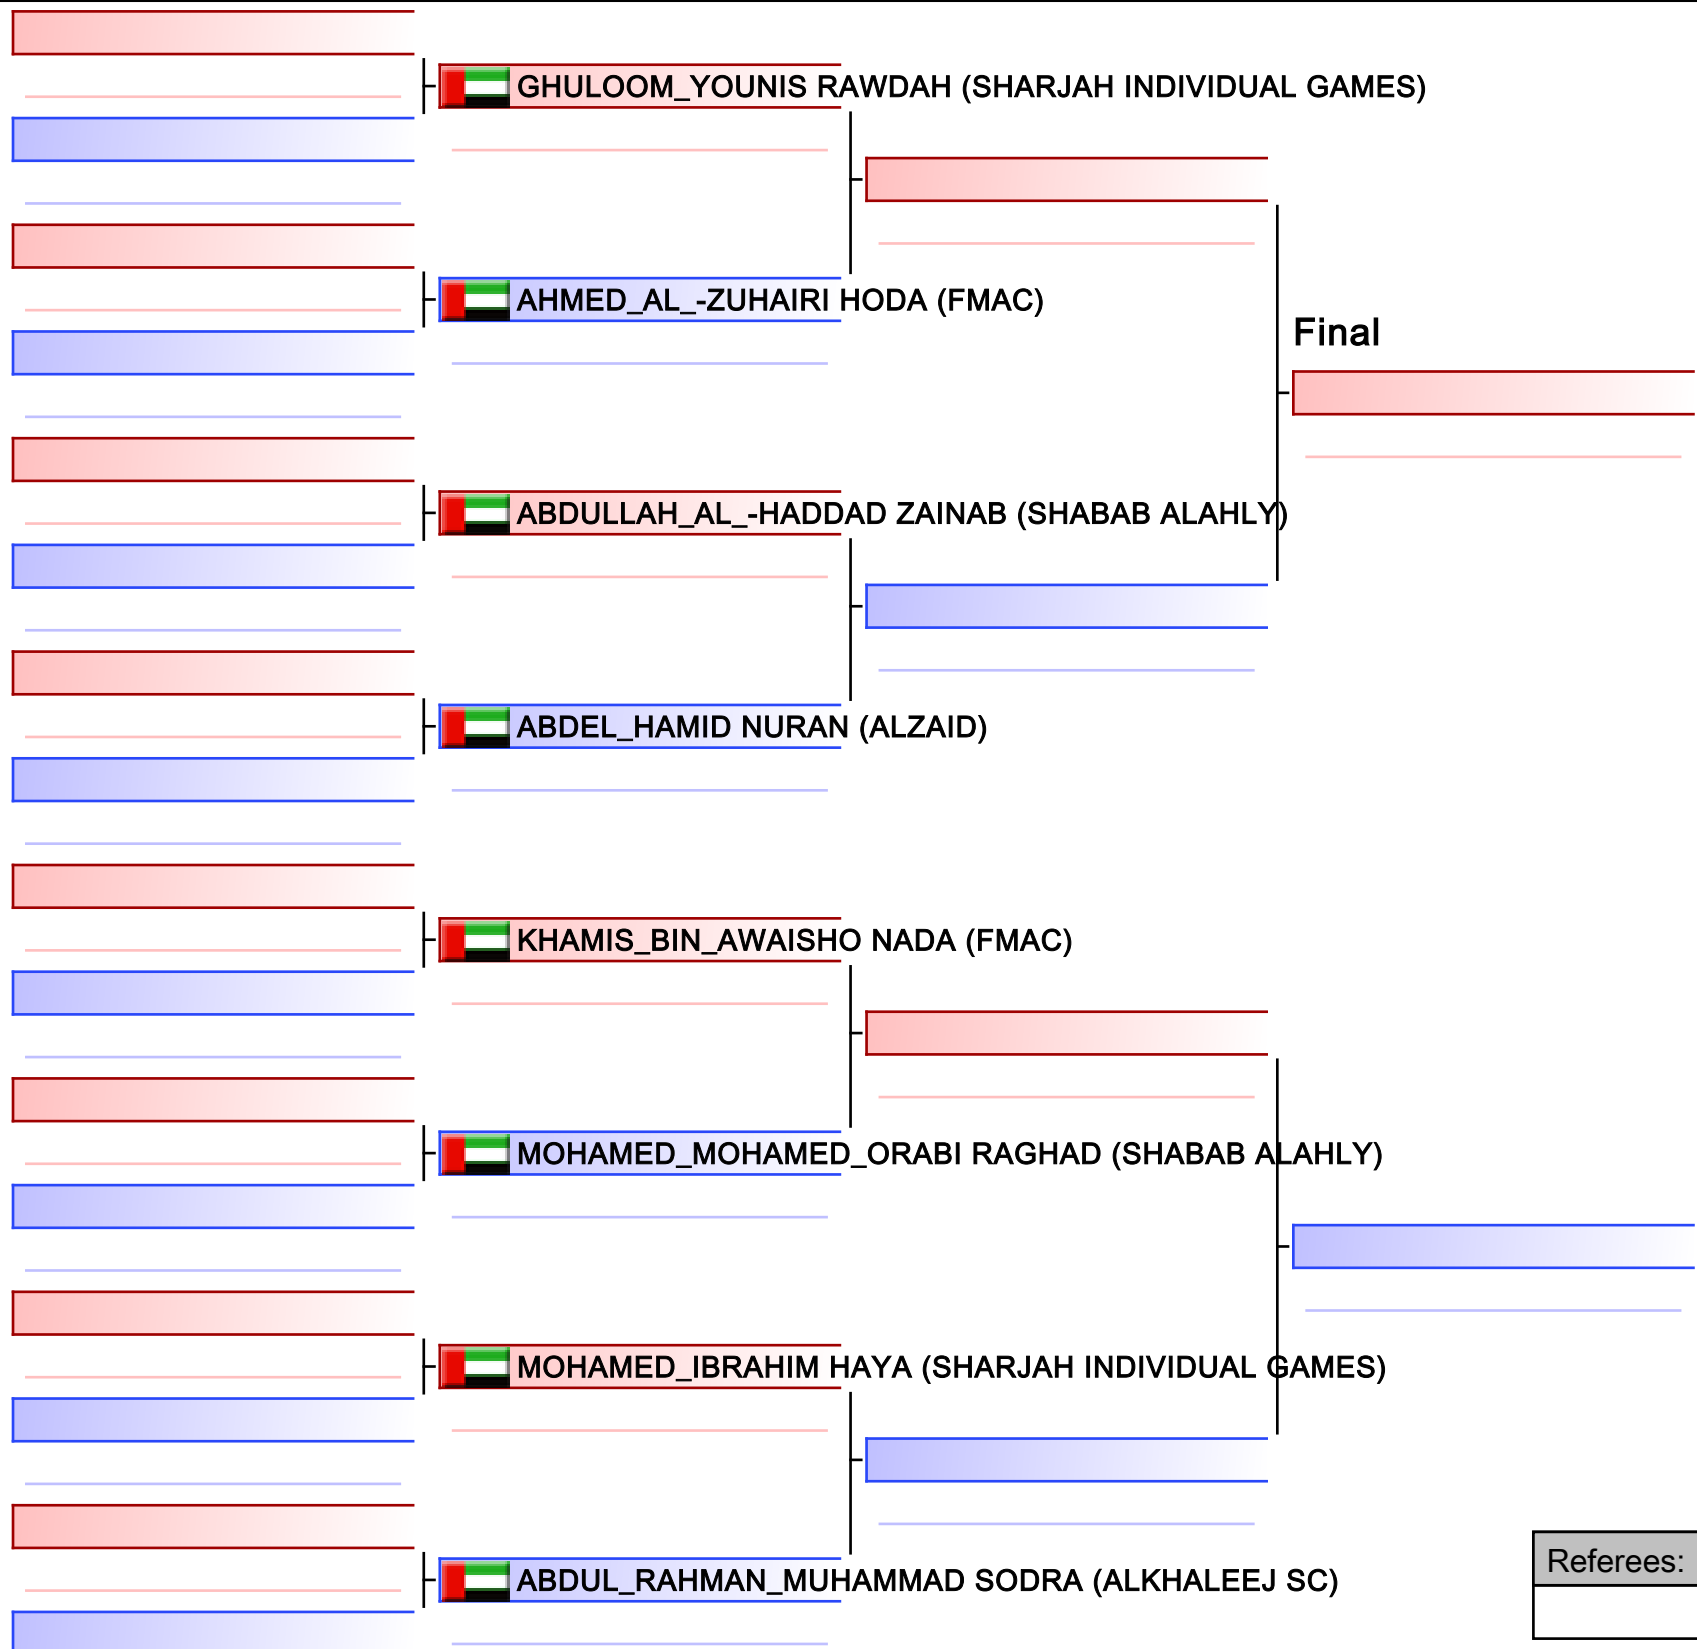 GHULOOM_YOUNIS RAWDAH (SHARJAH INDIVIDUAL GAMES)
AHMED_AL_-ZUHAIRI HODA (FMAC)
Final
ABDULLAH_AL_-HADDAD ZAINAB (SHABAB ALAHLY)
ABDEL_HAMID NURAN (ALZAID)
KHAMIS_BIN_AWAISHO NADA (FMAC)
MOHAMED_MOHAMED_ORABI RAGHAD (SHABAB ALAHLY)
MOHAMED_IBRAHIM HAYA (SHARJAH INDIVIDUAL GAMES)
Referees:
ABDUL_RAHMAN_MUHAMMAD SODRA (ALKHALEEJ SC)